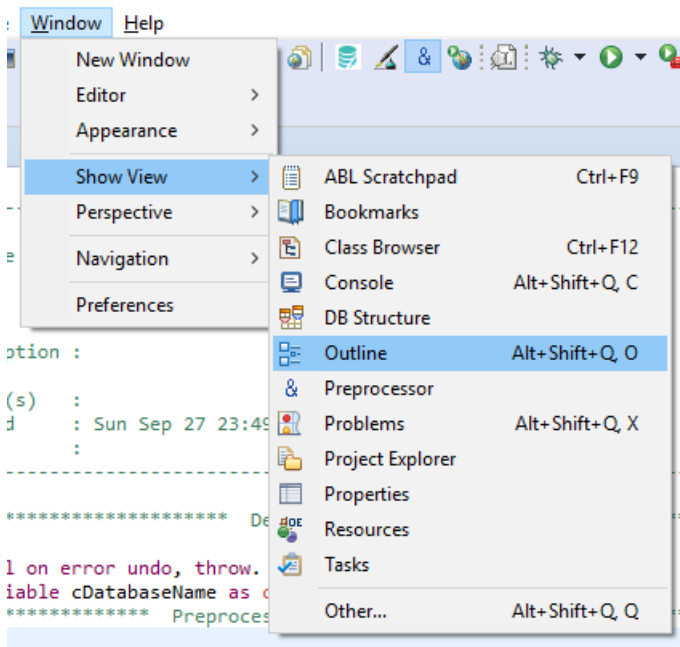 Window Help
New Window
Editor
Appearance
Show View
Perspective
Navigation
Preferences
ABL Scratchpad Ctrl+F9
Bookmarks
Class Browser Ctrl+F12
Console Alt+Shift+Q, C
DB Structure
Outline Alt+Shift+Q, O
Preprocessor
Problems Alt+Shift+Q, X
Project Explorer
Properties
Resources
Tasks
Other... Alt+Shift+Q, Q
ption :
(s) :
d : Sun Sep 27 23:49
:
******************** De
l on error undo, throw.
iable cDatabaseName as c
************* Preproces